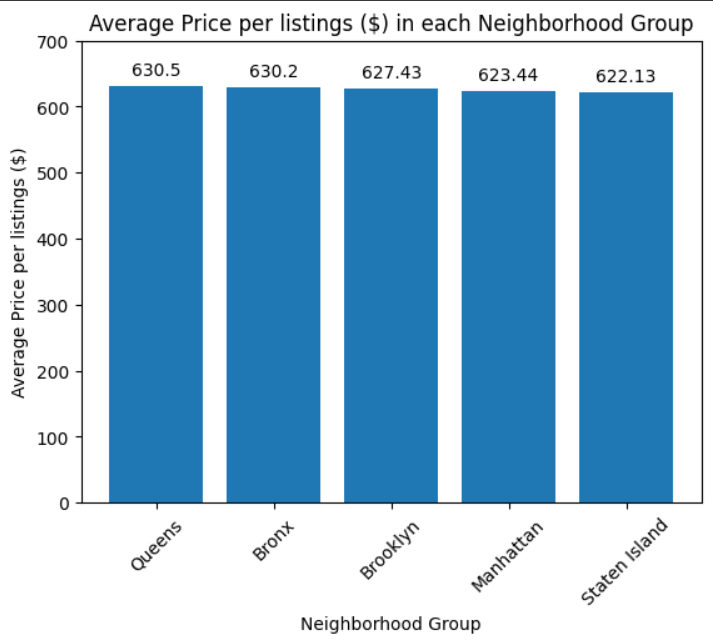 Average Price per listings ($) in each Neighborhood Group
700
600
500
400
300
200
100
0
Average Price per listings ($)
630.5
630.2
627.43
623.44
622.13
Queens
Bronx
Brooklyn
Manhattan
Staten Island
Neighborhood Group